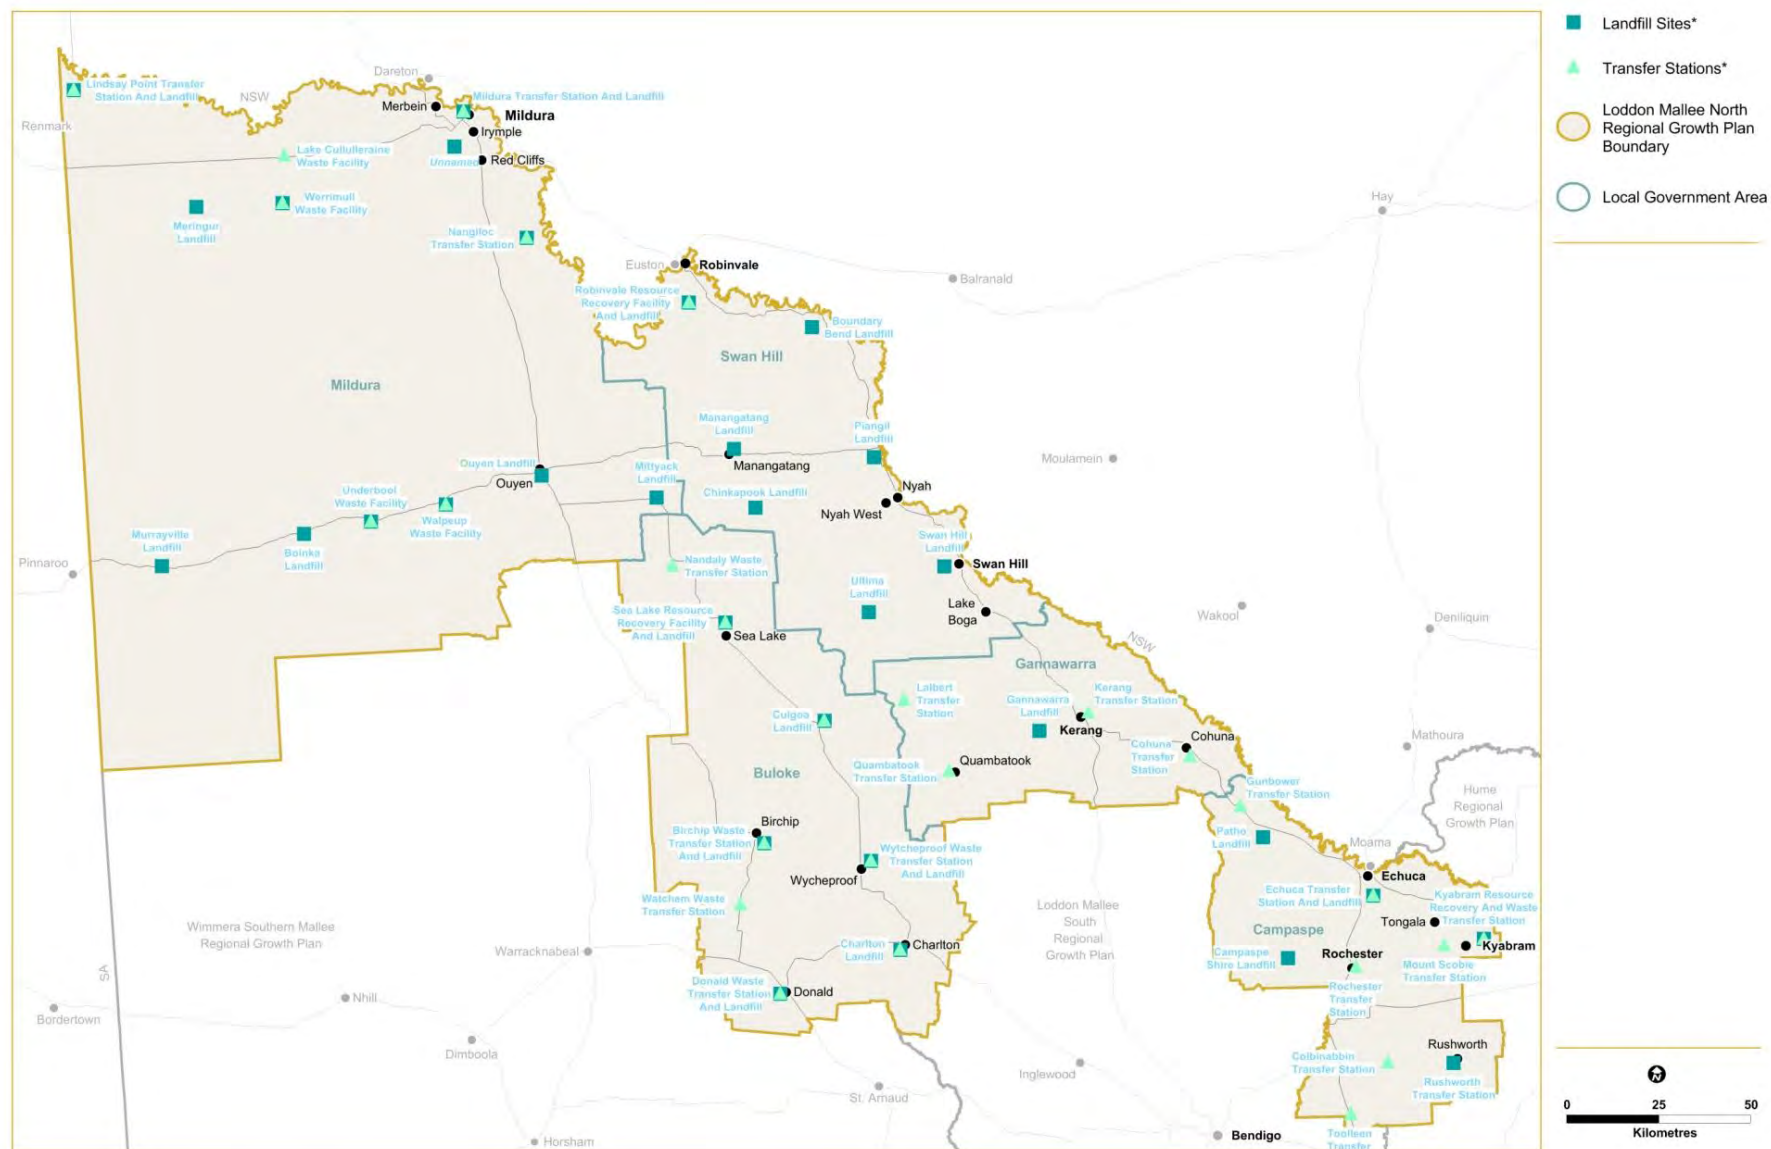 Landfill Sites*
Transfer Stations*
Loddon Mallee North
Regional Growth Plan
Boundary
Local Government Area
Dareton
Lindsay Point Transfer
Station And Landfill
NSW
Mildura Transfer Station And Landfill
Merbein
Mildura
Renmark
Irymple
Lake Cullulleraine
Waste Facility
Unnamed
Red Cliffs
Werrimull
Waste Facility
Meringur
Landfill
Hay
Nangiloc
Transfer Station
Euston
Robinvale
Balranald
Robinvale Resource
Recovery Facility
And Landfill
Boundary
Bend Landfill
Swan Hill
Mildura
Manangatang
Landfill
Piangil
Landfill
Ouyen Landfill
Ouyen
Mittyack
Landfill
Manangatang
Moulamein
Chinkapook Landfill
Nyah
Nyah West
Underbool
Waste Facility
Walpeup
Waste Facility
Murrayville
Landfill
Boinka
Landfill
Pinnaroo
Swan Hill
Landfill
Swan Hill
Nandaly Waste
Transfer Station
Ultima
Landfill
Lake
Boga
Wakool
Deniliquin
Sea Lake Resource
Recovery Facility
And Landfill
Sea Lake
NSW
Gannawarra
Lalbert
Transfer
Station
Gannawarra
Landfill
Kerang
Transfer Station
Kerang
Culgoa
Landfill
Cohuna
Cohuna
Transfer
Station
Mathoura
Buloke
Quambatook
Transfer Station
Quambatook
Gunbower
Transfer Station
Hume
Regional
Growth Plan
Birchip
Birchip Waste
Transfer Station
And Landfill
Wytcheproof Waste
Transfer Station
And Landfill
Wycheproof
Patho
Landfill
Moama
Echuca
Echuca Transfer
Station And Landfill
Kyabram Resource
Recovery And Waste
Transfer Station
Watchem Waste
Transfer Station
Wimmera Southern Mallee
Regional Growth Plan
Loddon Mallee
South
Regional
Growth Plan
Tongala
Campaspe
Kyabram
Warracknabeal
Charlton
Landfill
Charlton
Campaspe
Shire Landfill
Rochester
Mount Scobie
Transfer Station
SA
Donald Waste
Transfer Station
And Landfill
Donald
Rochester
Transfer
Station
Nhill
Bordertown
Dimboola
Rushworth
Colbinabbin
Transfer Station
Rushworth
Transfer Station
Inglewood
St. Arnaud
Horsham
Bendigo
Toolleen
Transfer
N
0
25
50
Kilometres